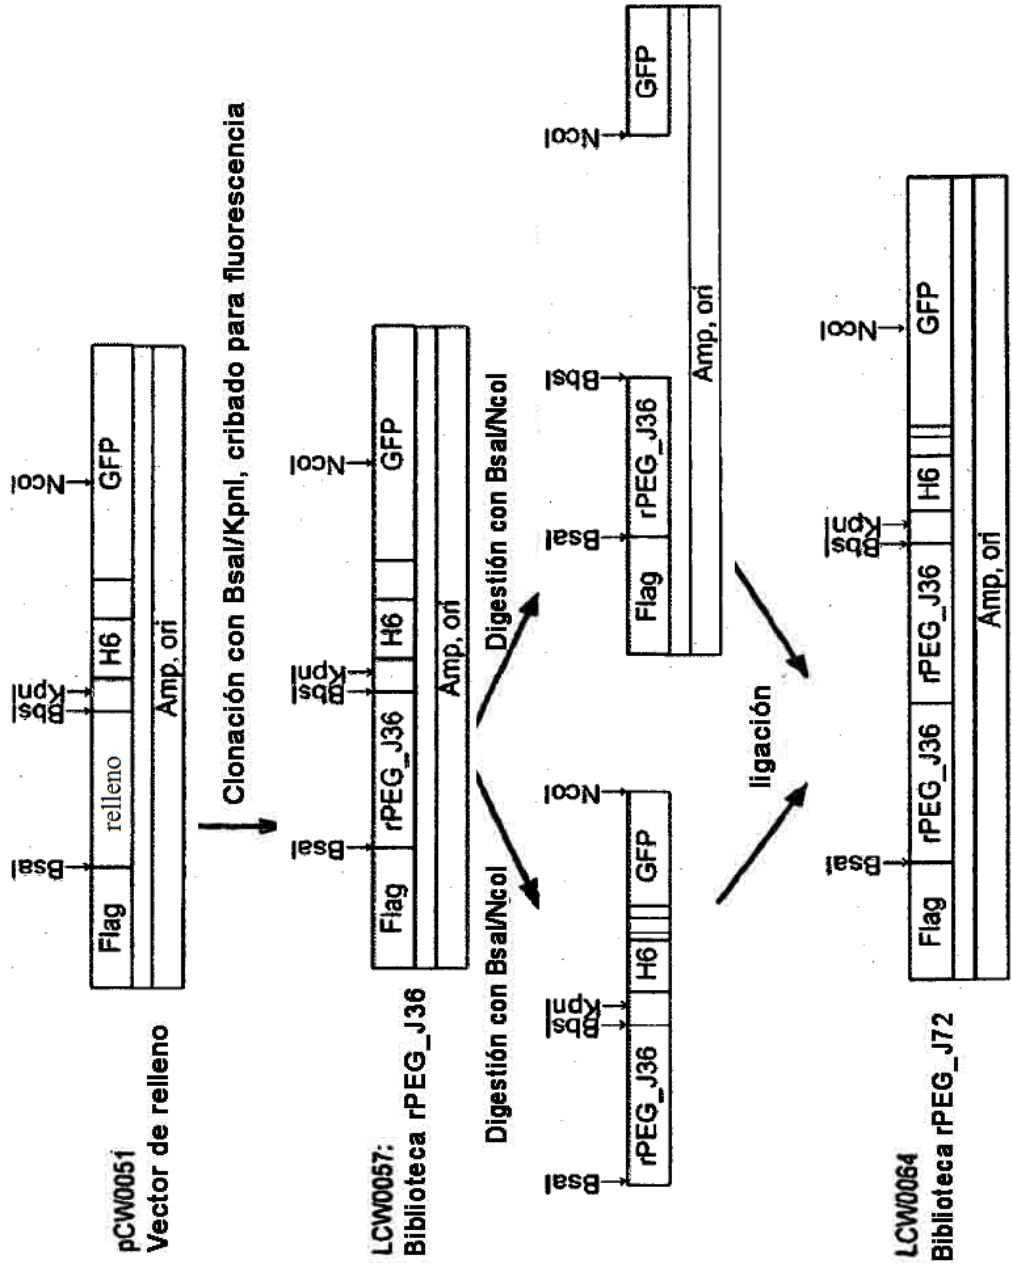 pCW0051
Vector de relleno
BsaI
BbsI
KpnI
NcoI
Flag
relleno
H6
GFP
Amp, ori
Clonación con BsaI/KpnI, cribado para fluorescencia
LCW0057:
Biblioteca rPEG_J36
BsaI
BbsI
KpnI
NcoI
Flag
rPEG_J36
H6
GFP
Amp, ori
Digestión con BsaI/NcoI
Digestión con BsaI/NcoI
BsaI
BbsI
KpnI
NcoI
rPEG_J36
H6
GFP
BsaI
BbsI
NcoI
Flag
rPEG_J36
GFP
Amp, ori
ligación
LCW0064
Biblioteca rPEG_J72
BsaI
BbsI
KpnI
NcoI
Flag
rPEG_J36
rPEG_J36
H6
GFP
Amp, ori